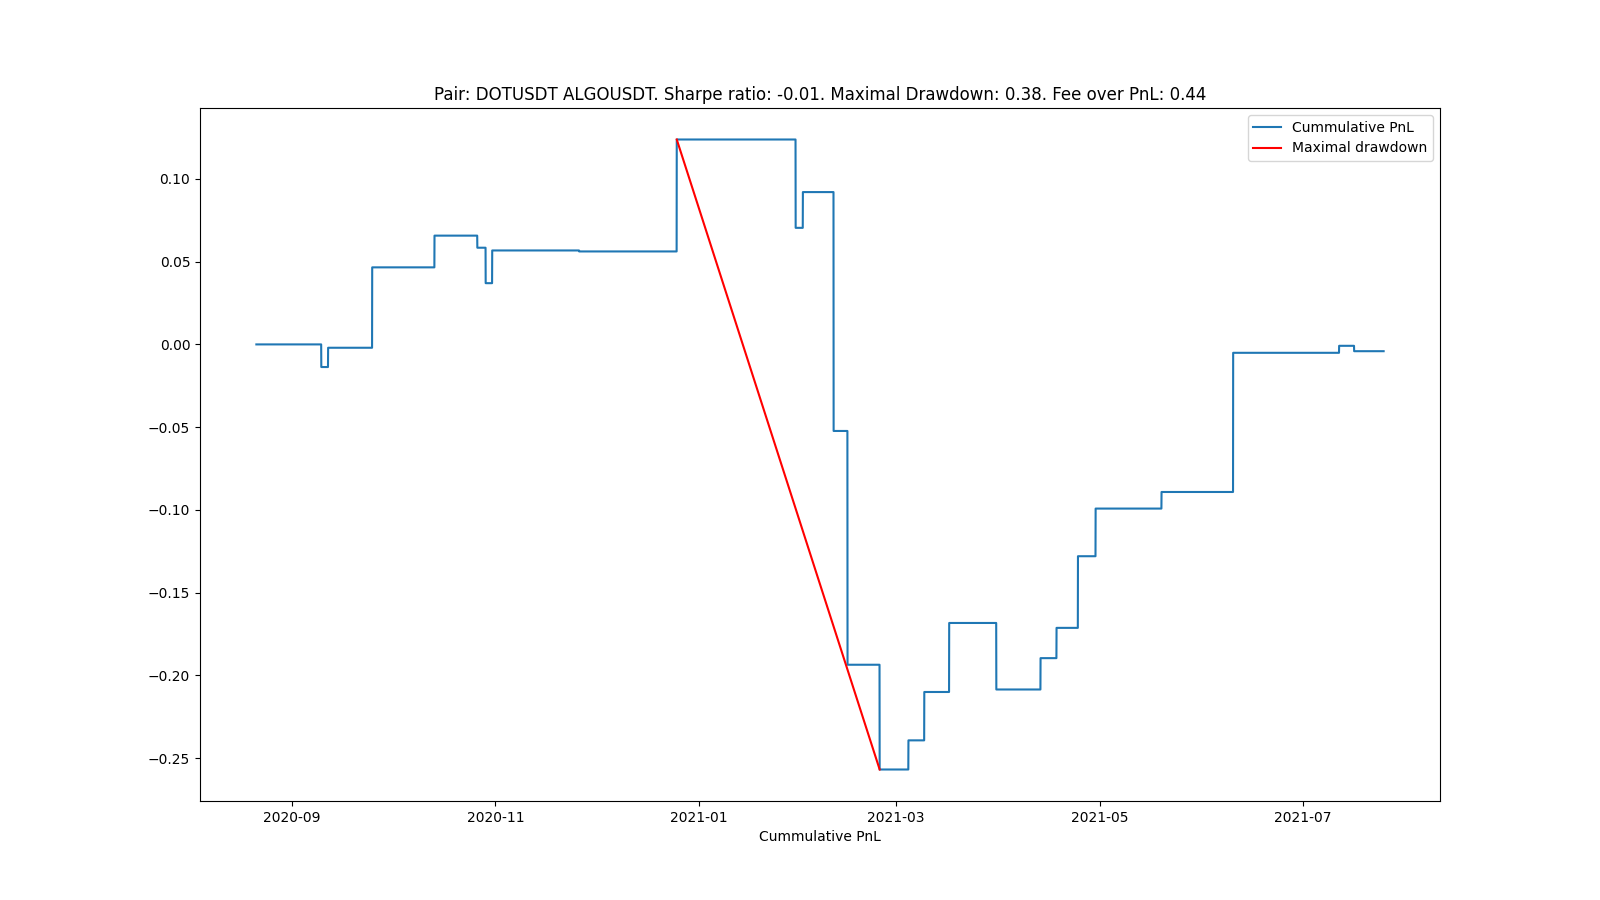 Pair: DOTUSDT ALGOUSDT. Sharpe ratio: -0.01. Maximal Drawdown: 0.38. Fee over PnL: 0.44
Cummulative PnL
Maximal drawdown
0.10
0.05
0.00
−0.05
−0.10
−0.15
−0.20
−0.25
2020-09 2020-11 2021-01 2021-03 2021-05 2021-07
Cummulative PnL